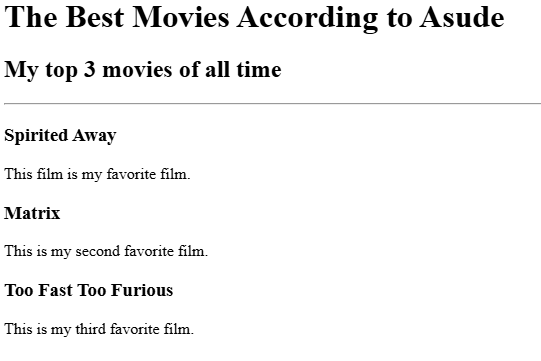 The Best Movies According to Asude
My top 3 movies of all time
Spirited Away
This film is my favorite film.
Matrix
This is my second favorite film.
Too Fast Too Furious
This is my third favorite film.